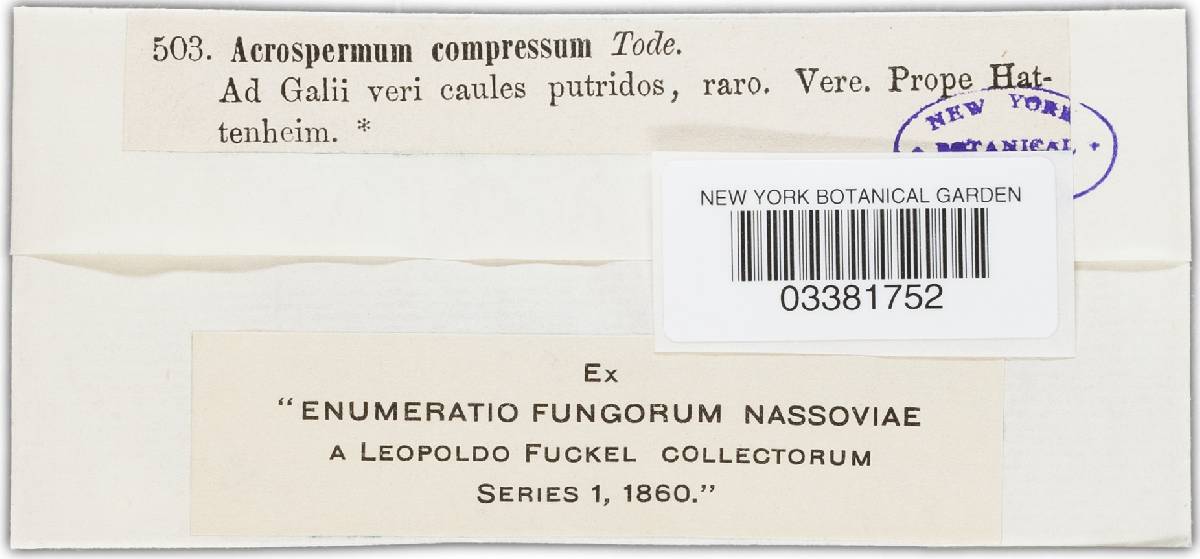 503. Acrospermum compressum Tode.
Ad Galii veri caules putridos, raro. Vere. Prope Hat-
tenheim. *
NEW YORK
BOTANICAL
NEW YORK BOTANICAL GARDEN
03381752
Ex
“ENUMERATIO FUNGORUM NASSOVIAE
A LEOPOLDO FUCKEL COLLECTORUM
SERIES 1, 1860.”